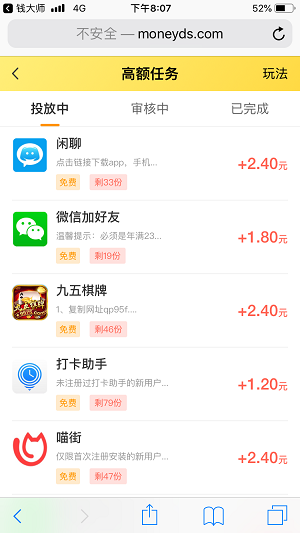 钱大师 4G 下午8:07 52%
不安全 — moneyds.com
高额任务 玩法
投放中 审核中 已完成
闲聊
点击链接下载app，手机...
+2.40元
免费 剩33份
微信加好友
温馨提示：必须是年满23...
+1.80元
免费 剩19份
九五棋牌
1、复制网址qp95f....
+2.40元
免费 剩46份
打卡助手
未注册过打卡助手的新用户...
+1.20元
免费 剩79份
喵街
仅限首次注册安装的新用户...
+2.40元
免费 剩47份